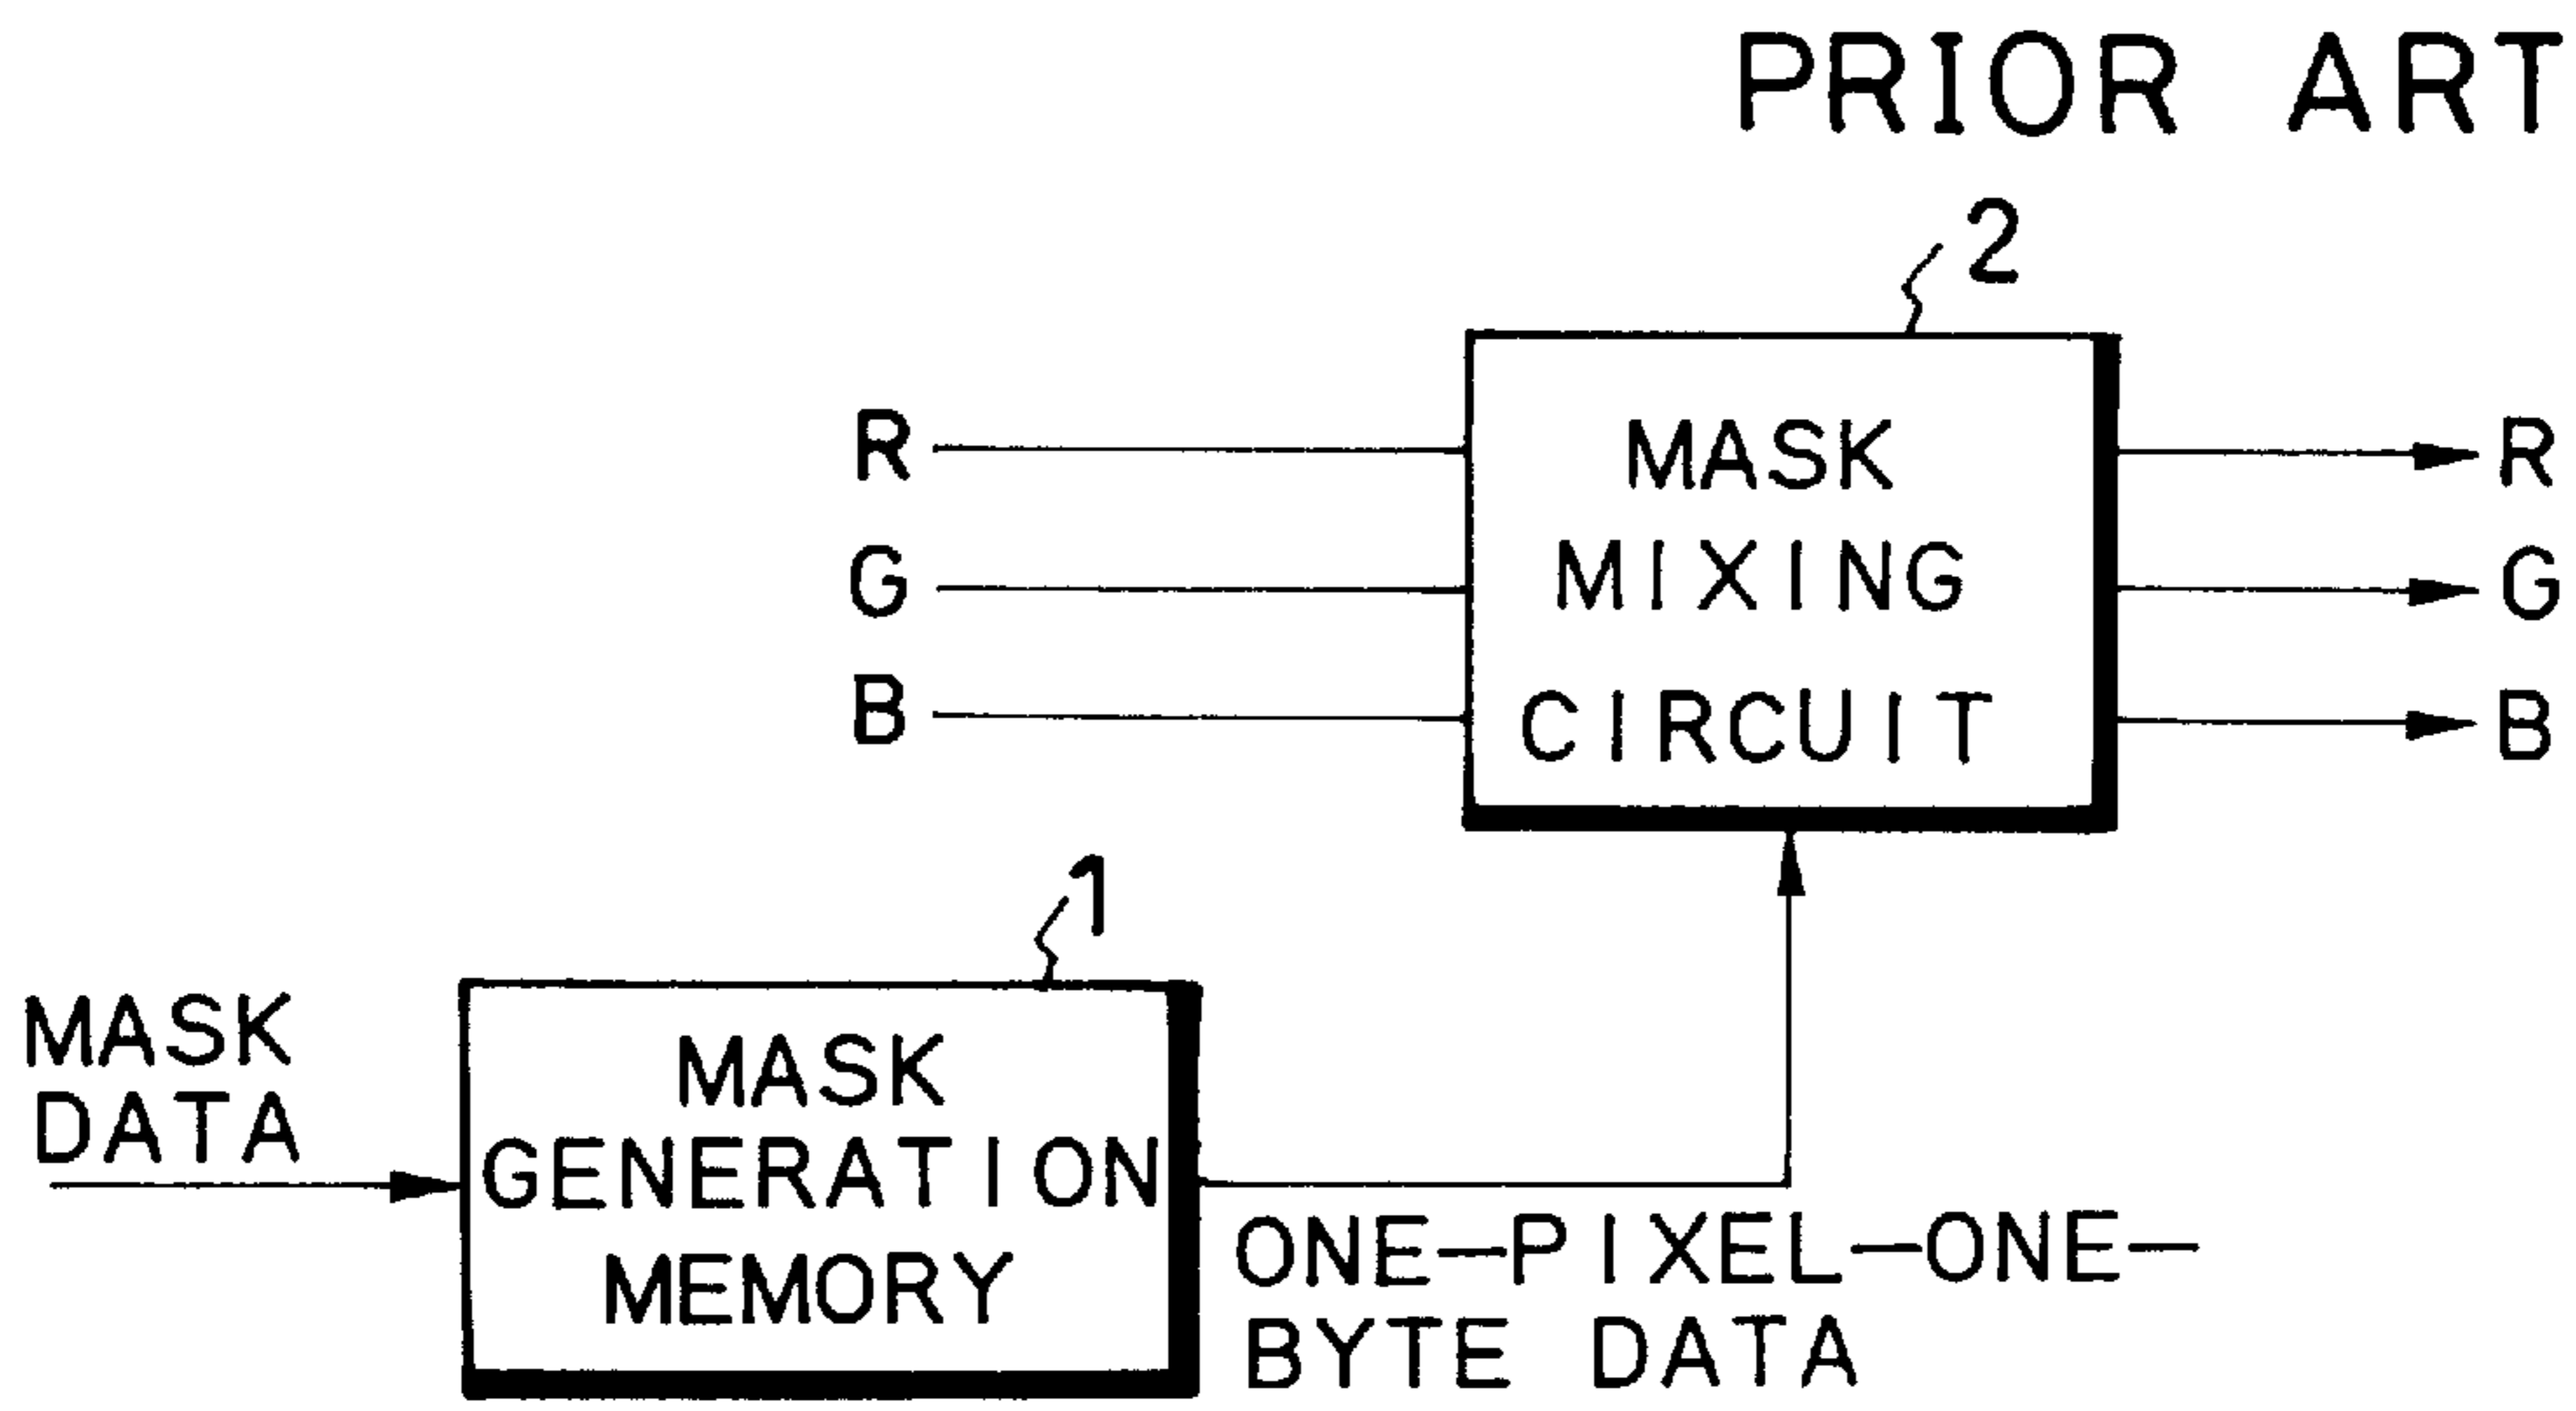 PRIOR ART
2
R
G
B
MASK
MIXING
CIRCUIT
R
G
B
1
MASK
DATA
MASK
GENERATION
MEMORY
ONE-PIXEL-ONE-
BYTE DATA